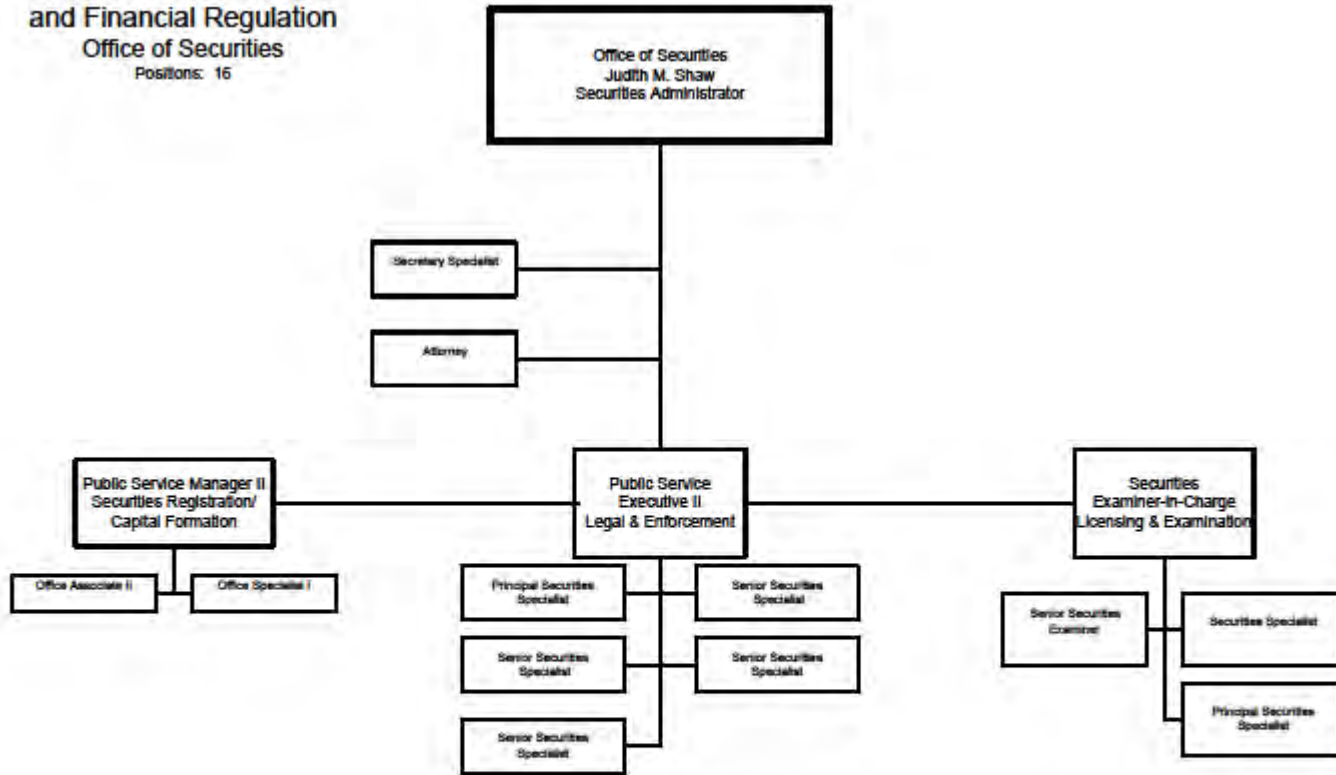 and Financial Regulation
Office of Securities
Positions: 16
Office of Securities
Judith M. Shaw
Securities Administrator
Secretary Specialist
Attorney
Public Service Manager II
Securities Registration/
Capital Formation
Public Service
Executive II
Legal & Enforcement
Securities
Examiner-in-Charge
Licensing & Examination
Office Associate II
Office Specialist I
Principal Securities
Specialist
Senior Securities
Specialist
Senior Securities
Specialist
Senior Securities
Specialist
Senior Securities
Specialist
Senior Securities
Examiner
Securities Specialist
Principal Securities
Specialist